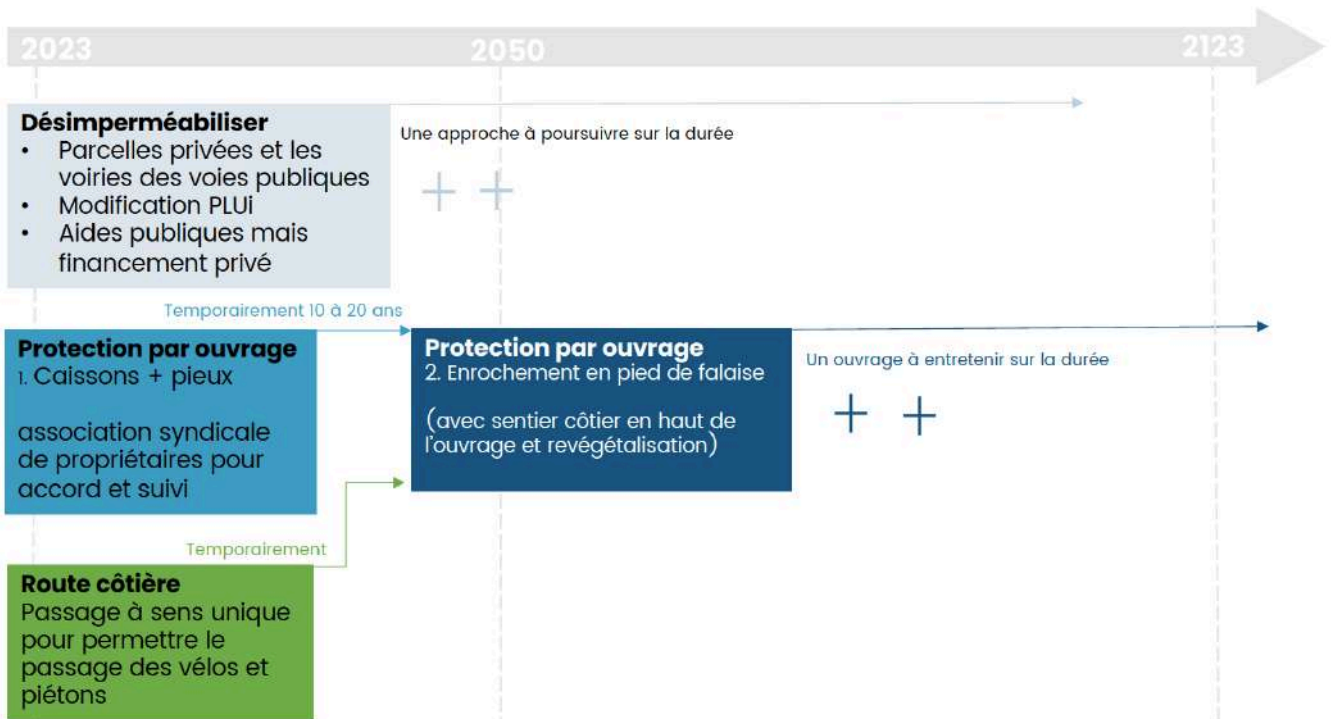 2023
2050
2123
Désimperméabiliser
• Parcelles privées et les
voiries des voies publiques
• Modification PLUi
• Aides publiques mais
financement privé
Une approche à poursuivre sur la durée
Temporairement 10 à 20 ans
Protection par ouvrage
1. Caissons + pieux
association syndicale
de propriétaires pour
accord et suivi
Protection par ouvrage
2. Enrochement en pied de falaise
(avec sentier côtier en haut de
l'ouvrage et revégétalisation)
Un ouvrage à entretenir sur la durée
Temporairement
Route côtière
Passage à sens unique
pour permettre le
passage des vélos et
piétons